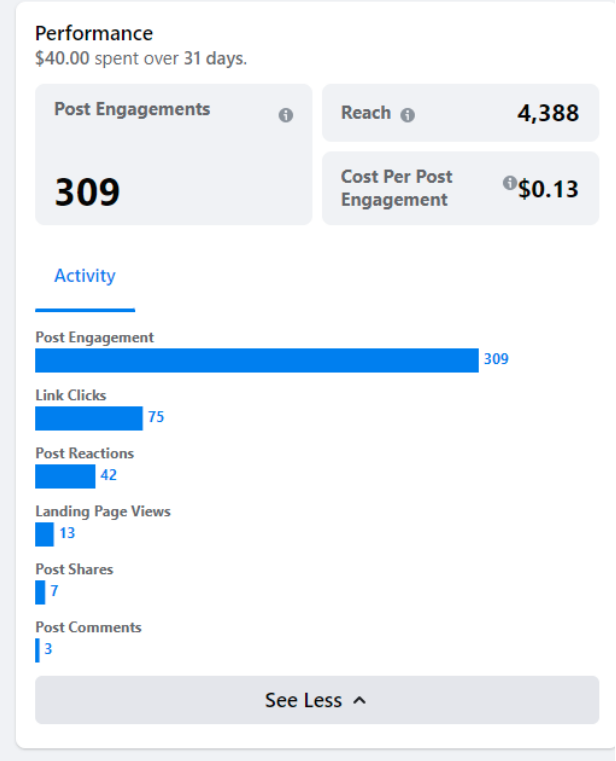 Performance
$40.00 spent over 31 days.
Post Engagements
309
Reach
4,388
Cost Per Post
Engagement
$0.13
Activity
Post Engagement
309
Link Clicks
75
Post Reactions
42
Landing Page Views
13
Post Shares
7
Post Comments
3
See Less